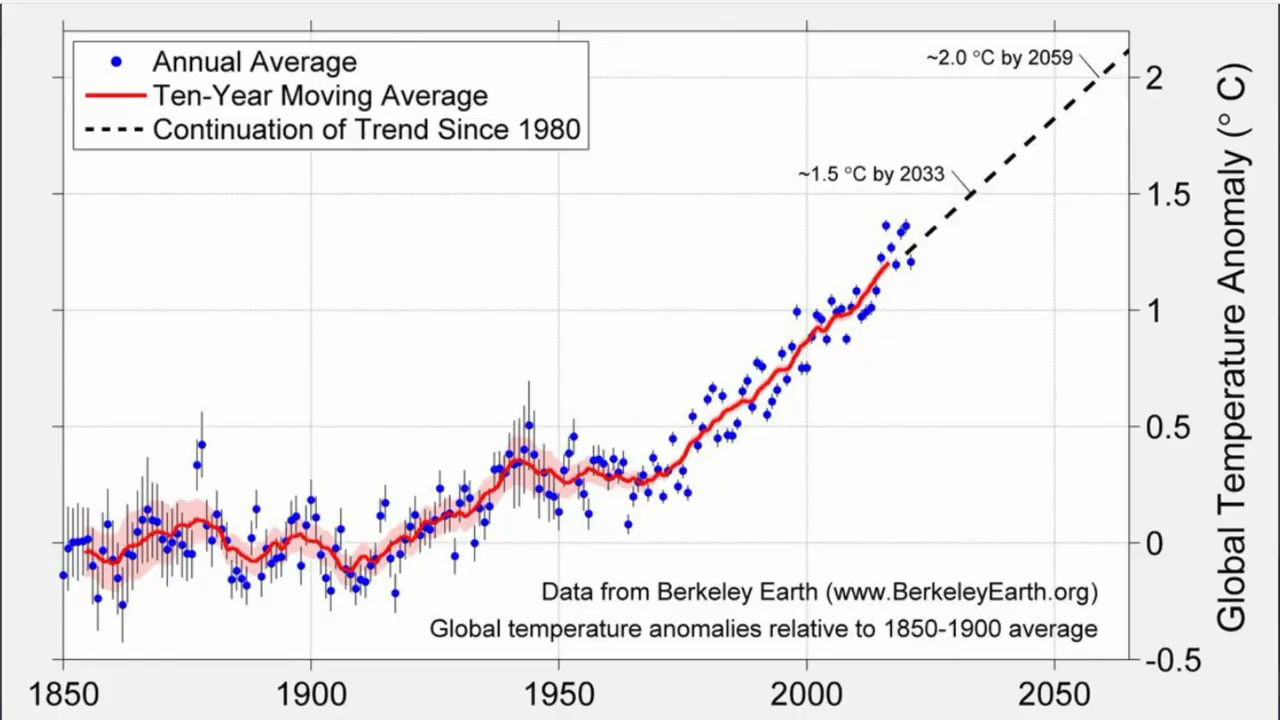 Annual Average
Ten-Year Moving Average
Continuation of Trend Since 1980
~2.0 °C by 2059
~1.5 °C by 2033
2
1.5
1
0.5
0
-0.5
Global Temperature Anomaly (° C)
Data from Berkeley Earth (www.BerkeleyEarth.org)
Global temperature anomalies relative to 1850-1900 average
1850 1900 1950 2000 2050